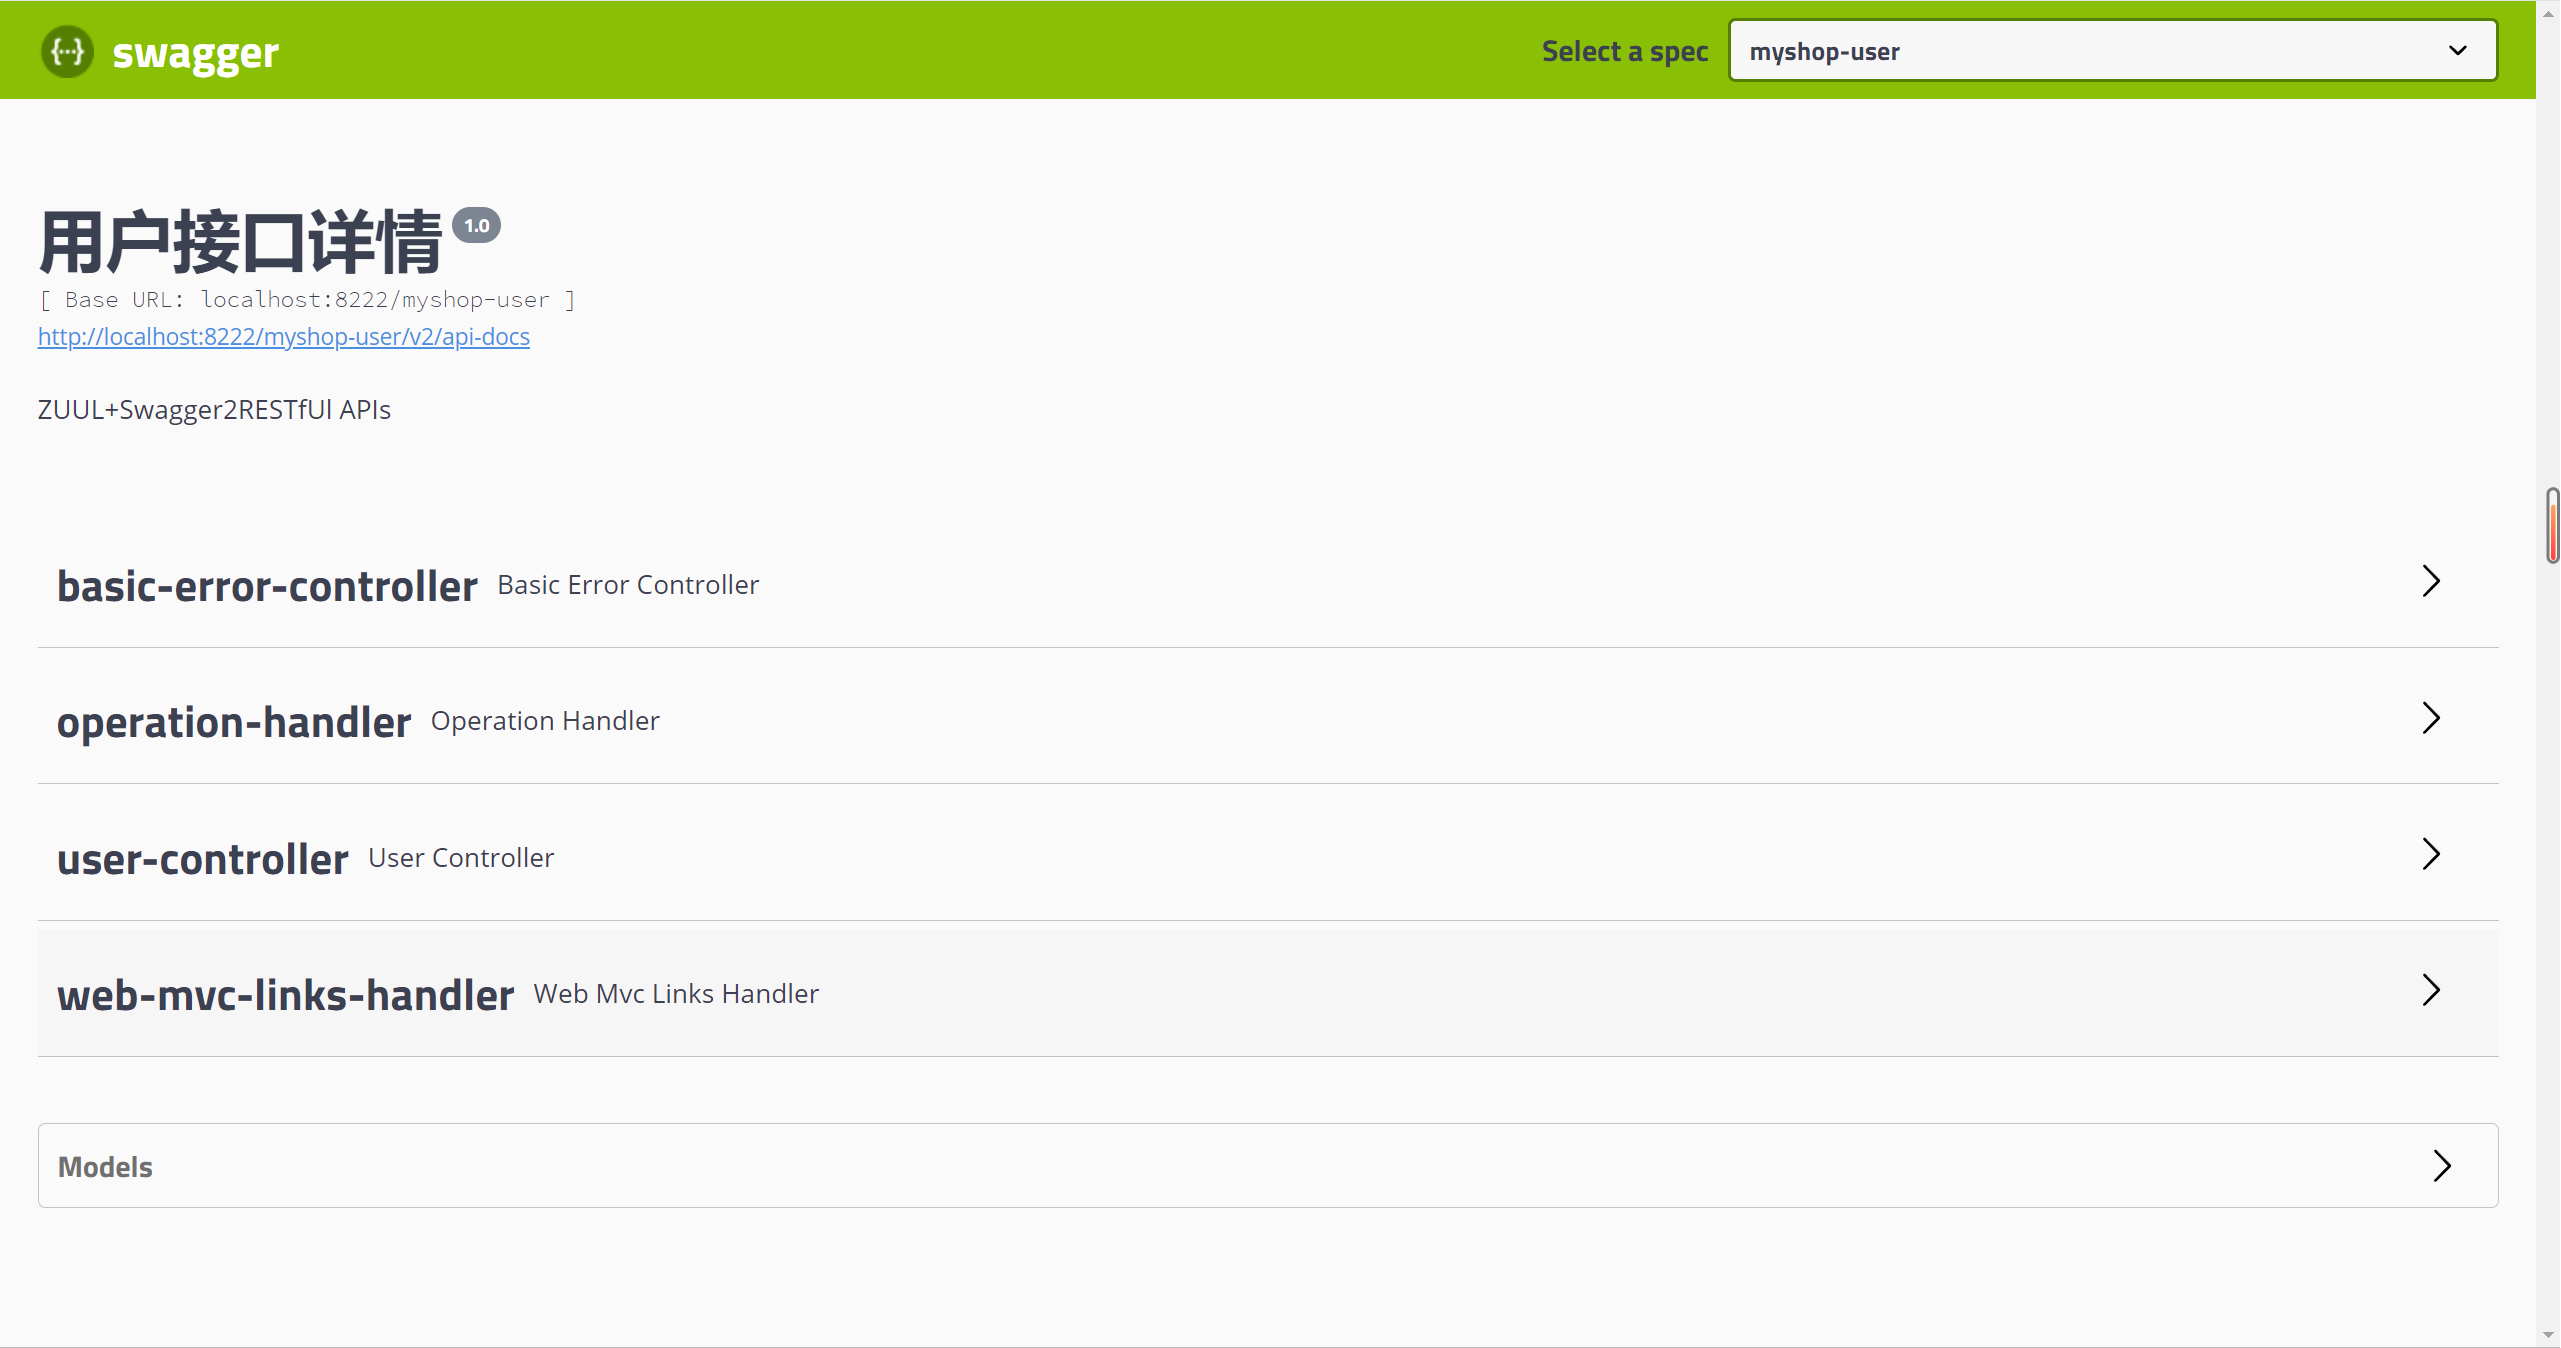 {···} swagger
Select a spec myshop-user
用户接口详情 1.0
[ Base URL: localhost:8222/myshop-user ]
http://localhost:8222/myshop-user/v2/api-docs
ZUUL+Swagger2RESTfUl APIs
basic-error-controller Basic Error Controller
operation-handler Operation Handler
user-controller User Controller
web-mvc-links-handler Web Mvc Links Handler
Models